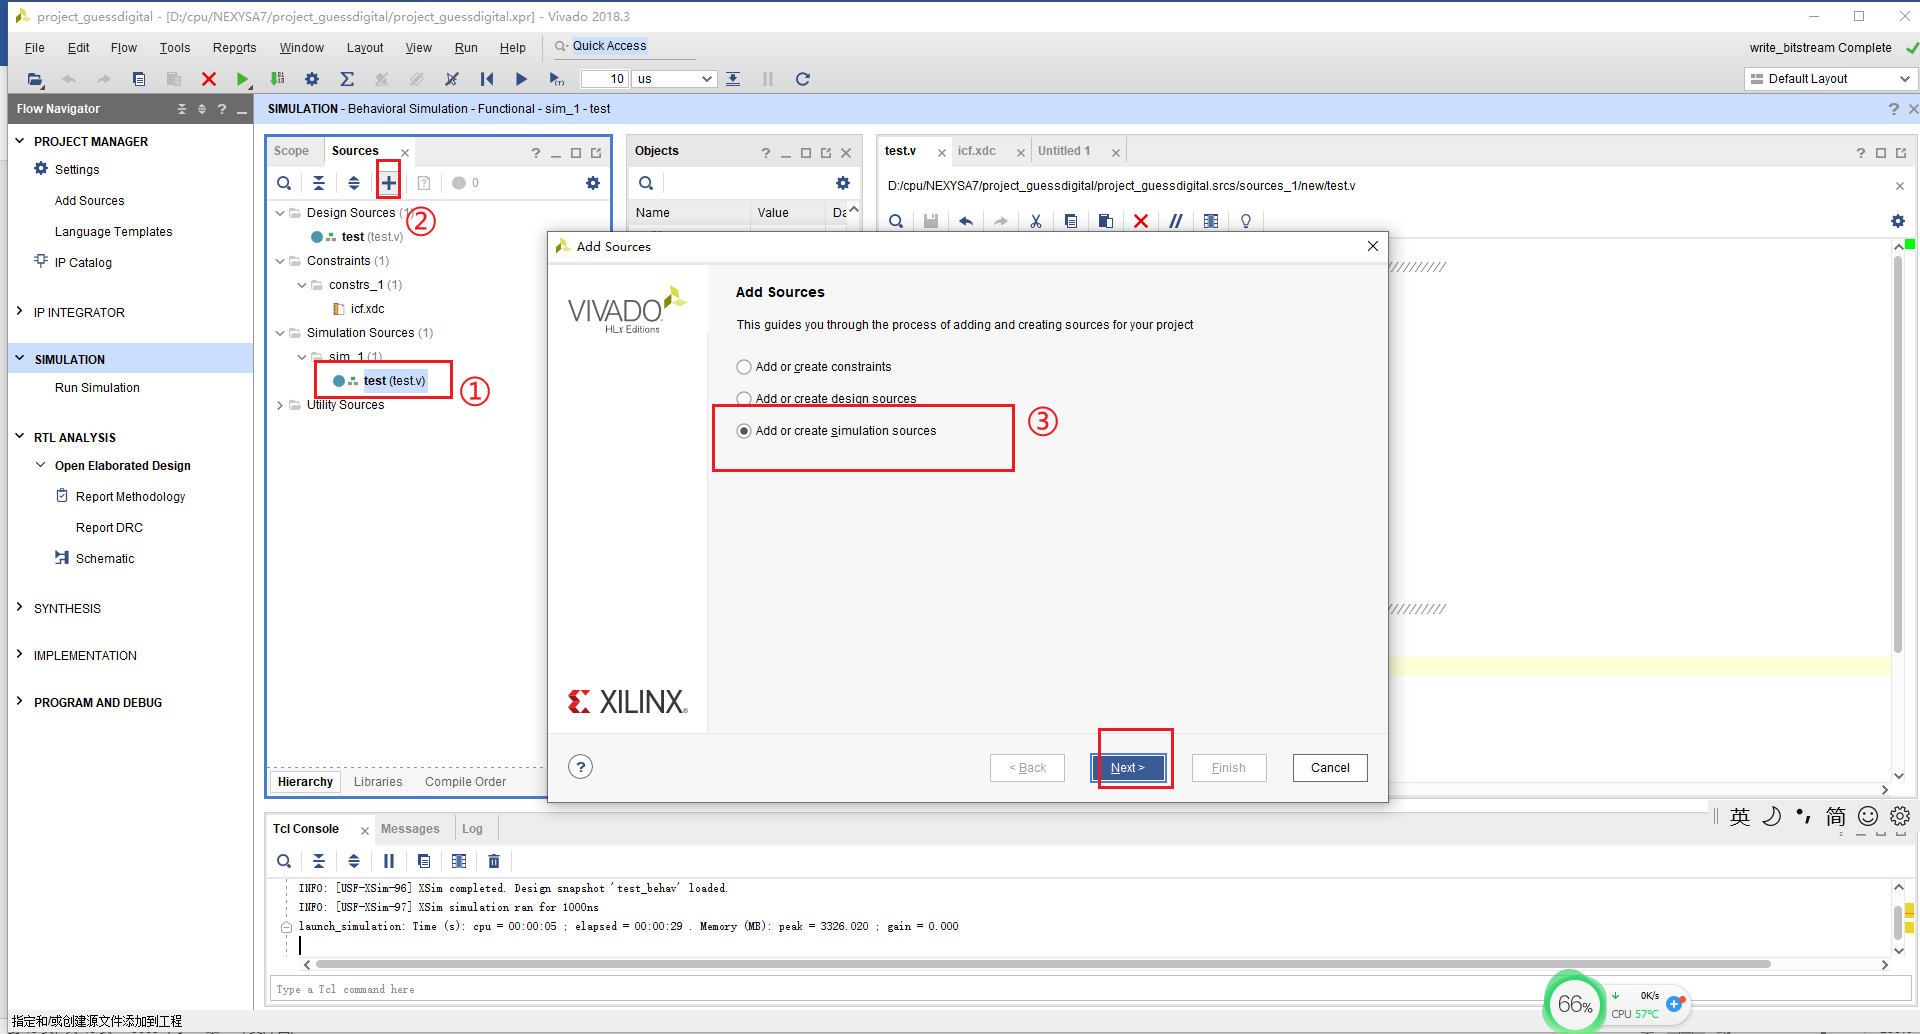 project_guessdigital - [D:/cpu/NEXYSA7/project_guessdigital/project_guessdigital.xpr] - Vivado 2018.3
File Edit Flow Tools Reports Window Layout View Run Help Quick Access
write_bitstream Complete
10 us
Default Layout
Flow Navigator
SIMULATION - Behavioral Simulation - Functional - sim_1 - test
PROJECT MANAGER
Settings
Add Sources
Language Templates
IP Catalog
IP INTEGRATOR
SIMULATION
Run Simulation
RTL ANALYSIS
Open Elaborated Design
Report Methodology
Report DRC
Schematic
SYNTHESIS
IMPLEMENTATION
PROGRAM AND DEBUG
Scope Sources
0
②
Design Sources (1)
test (test.v)
Constraints (1)
constrs_1 (1)
icf.xdc
Simulation Sources (1)
sim_1 (1)
test (test.v)
①
Utility Sources
Hierarchy Libraries Compile Order
Objects
Name Value Da
test.v icf.xdc Untitled 1
D:/cpu/NEXYSA7/project_guessdigital/project_guessdigital.srcs/sources_1/new/test.v
Add Sources
VIVADO
HLx Editions
Add Sources
This guides you through the process of adding and creating sources for your project
Add or create constraints
Add or create design sources
Add or create simulation sources
③
XILINX
< Back Next > Finish Cancel
英 简
Tcl Console Messages Log
INFO: [USF-XSim-96] XSim completed. Design snapshot 'test_behav' loaded.
INFO: [USF-XSim-97] XSim simulation ran for 1000ns
launch_simulation: Time (s): cpu = 00:00:05 ; elapsed = 00:00:29 . Memory (MB): peak = 3326.020 ; gain = 0.000
Type a Tcl command here
66%
0K/s
CPU 57℃
指定和/或创建源文件添加到工程